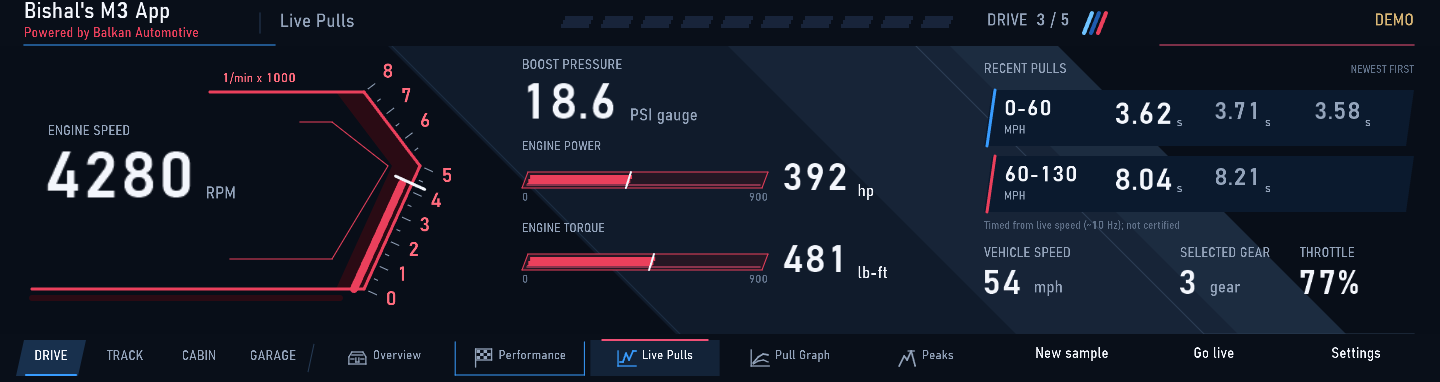 Bishal's M3 App
Powered by Balkan Automotive
Live Pulls
DRIVE 3 / 5
DEMO
1/min x 1000
8
7
6
5
4
3
2
1
0
ENGINE SPEED
4280 RPM
BOOST PRESSURE
18.6 PSI gauge
ENGINE POWER
392 hp
0 900
ENGINE TORQUE
481 lb-ft
0 900
RECENT PULLS
NEWEST FIRST
0-60 3.62 s 3.71 s 3.58 s
MPH
60-130 8.04 s 8.21 s
MPH
Timed from live speed (~10 Hz); not certified
VEHICLE SPEED SELECTED GEAR THROTTLE
54 mph 3 gear 77%
DRIVE TRACK CABIN GARAGE Overview Performance Live Pulls Pull Graph Peaks New sample Go live Settings